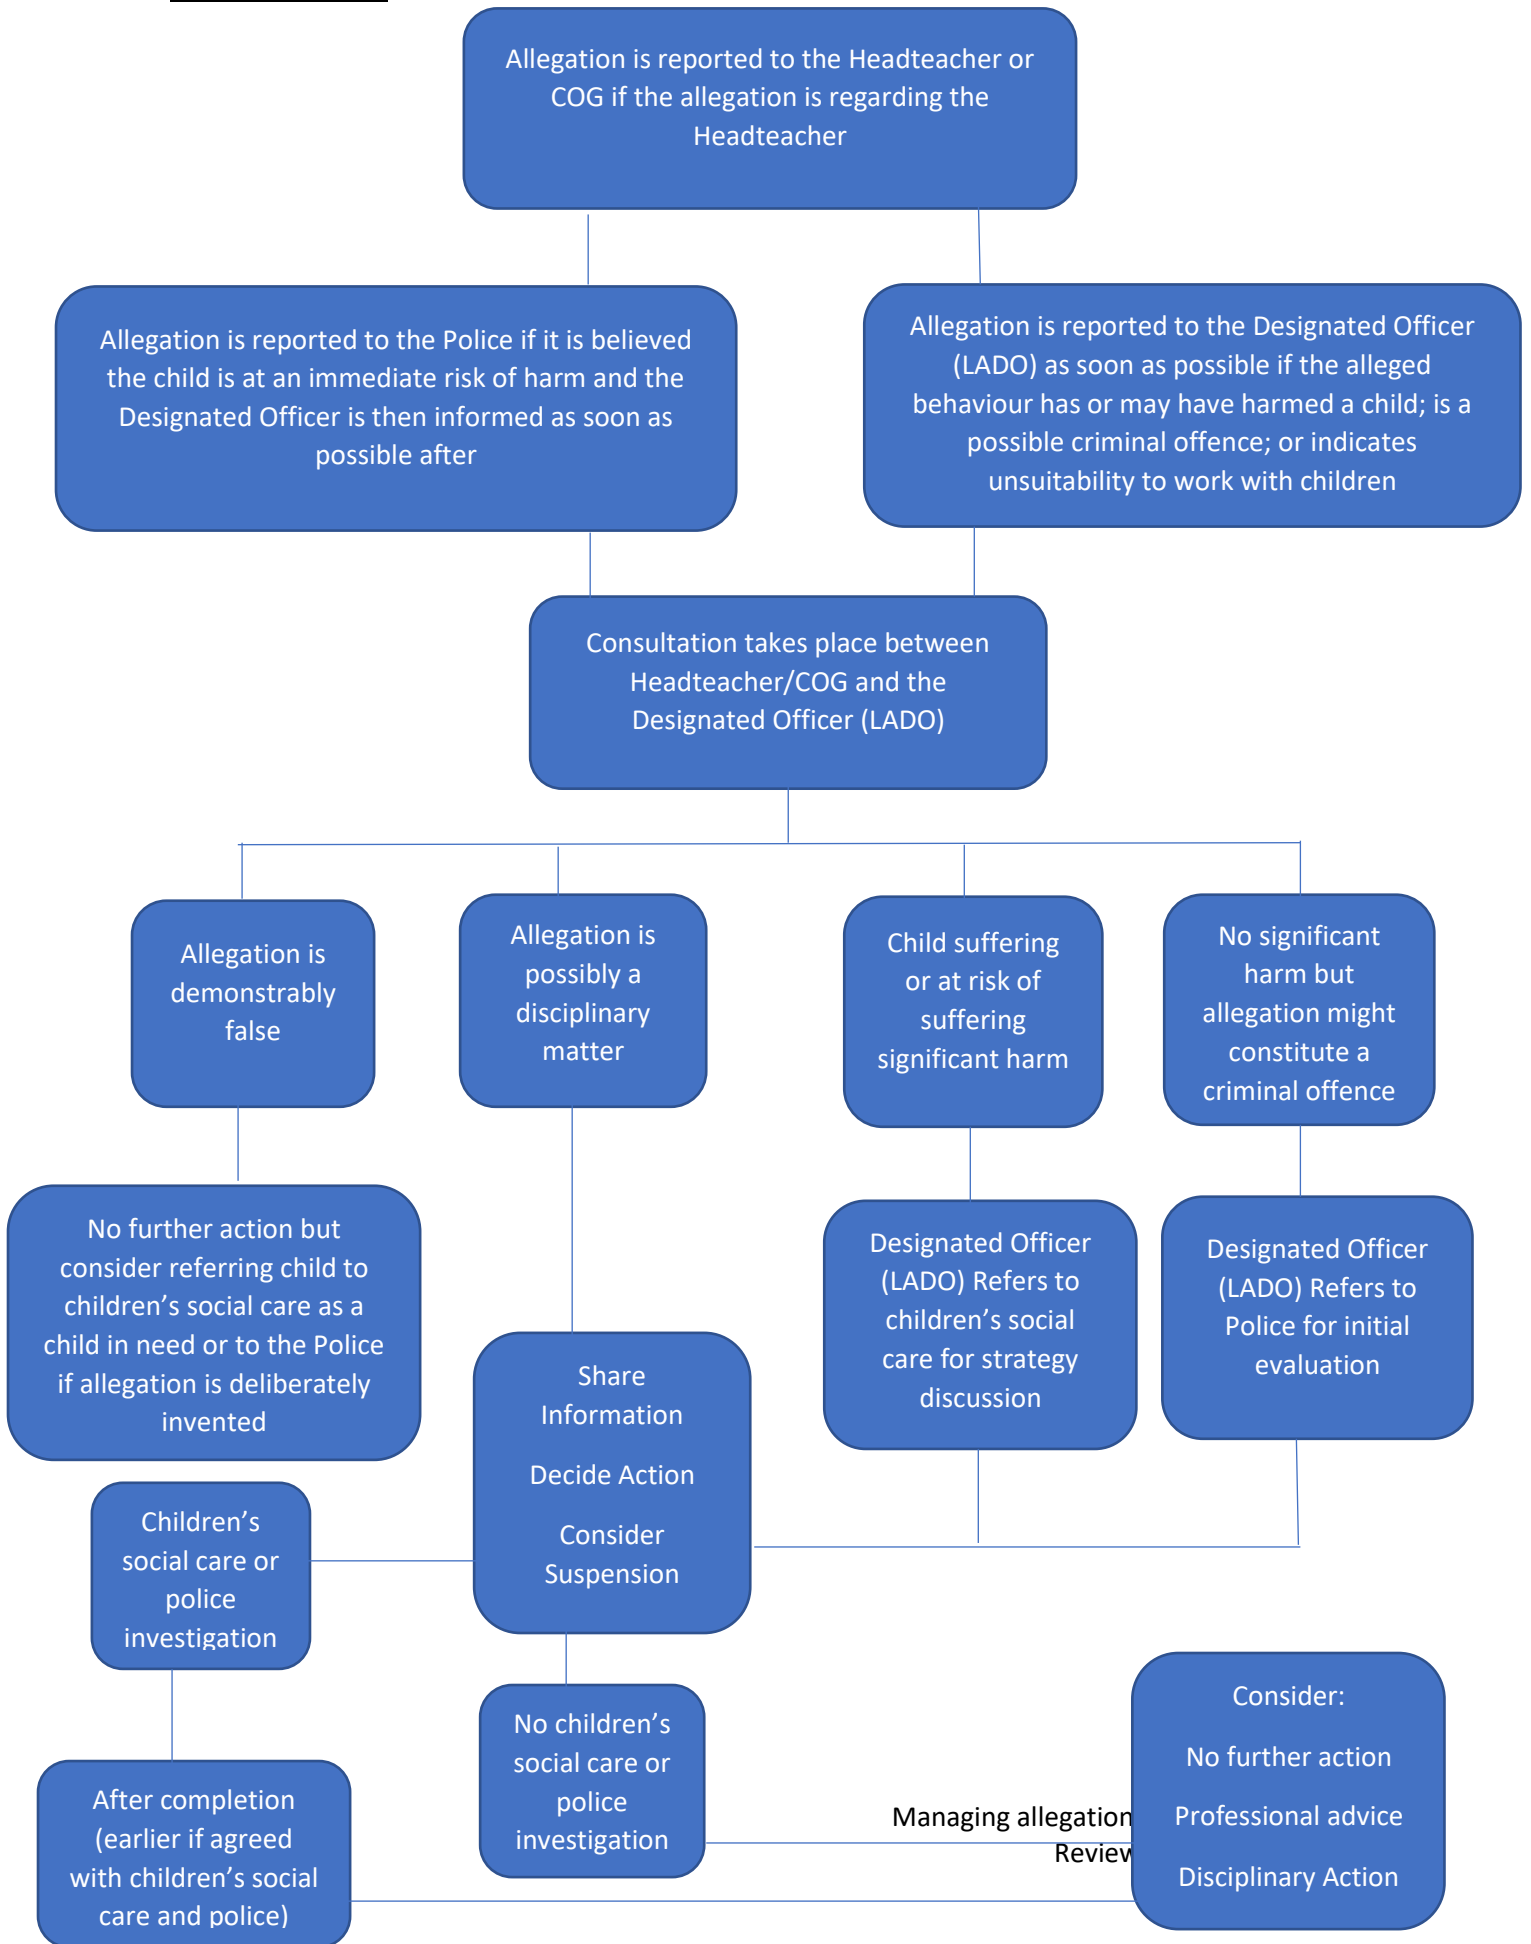 Allegation is reported to the Headteacher or
COG if the allegation is regarding the
Headteacher
Allegation is reported to the Police if it is believed
the child is at an immediate risk of harm and the
Designated Officer is then informed as soon as
possible after
Allegation is reported to the Designated Officer
(LADO) as soon as possible if the alleged
behaviour has or may have harmed a child; is a
possible criminal offence; or indicates
unsuitability to work with children
Consultation takes place between
Headteacher/COG and the
Designated Officer (LADO)
Allegation is
demonstrably
false
Allegation is
possibly a
disciplinary
matter
Child suffering
or at risk of
suffering
significant harm
No significant
harm but
allegation might
constitute a
criminal offence
No further action but
consider referring child to
children’s social care as a
child in need or to the Police
if allegation is deliberately
invented
Designated Officer
(LADO) Refers to
children’s social
care for strategy
discussion
Designated Officer
(LADO) Refers to
Police for initial
evaluation
Share
Information
Decide Action
Consider
Suspension
Children’s
social care or
police
investigation
No children’s
social care or
police
investigation
After completion
(earlier if agreed
with children’s social
care and police)
Managing allegation
Review
Consider:
No further action
Professional advice
Disciplinary Action